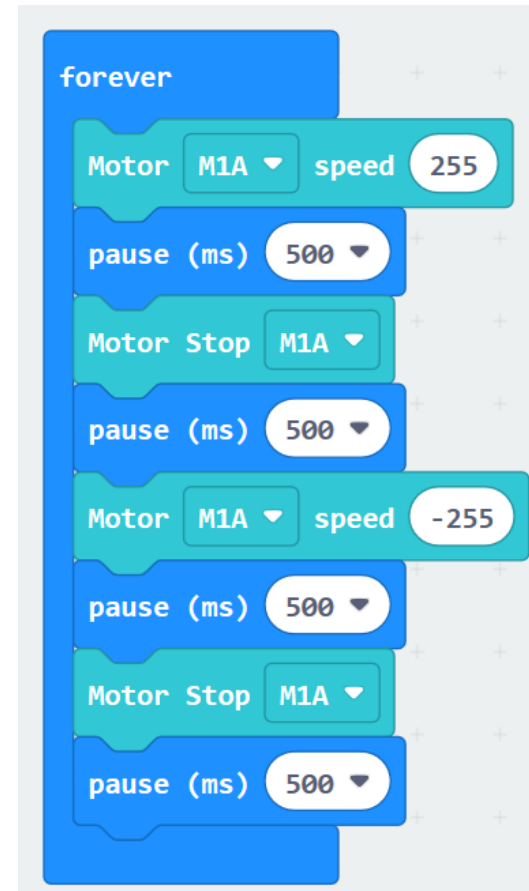 forever
Motor M1A speed 255
pause (ms) 500
Motor Stop M1A
pause (ms) 500
Motor M1A speed -255
pause (ms) 500
Motor Stop M1A
pause (ms) 500